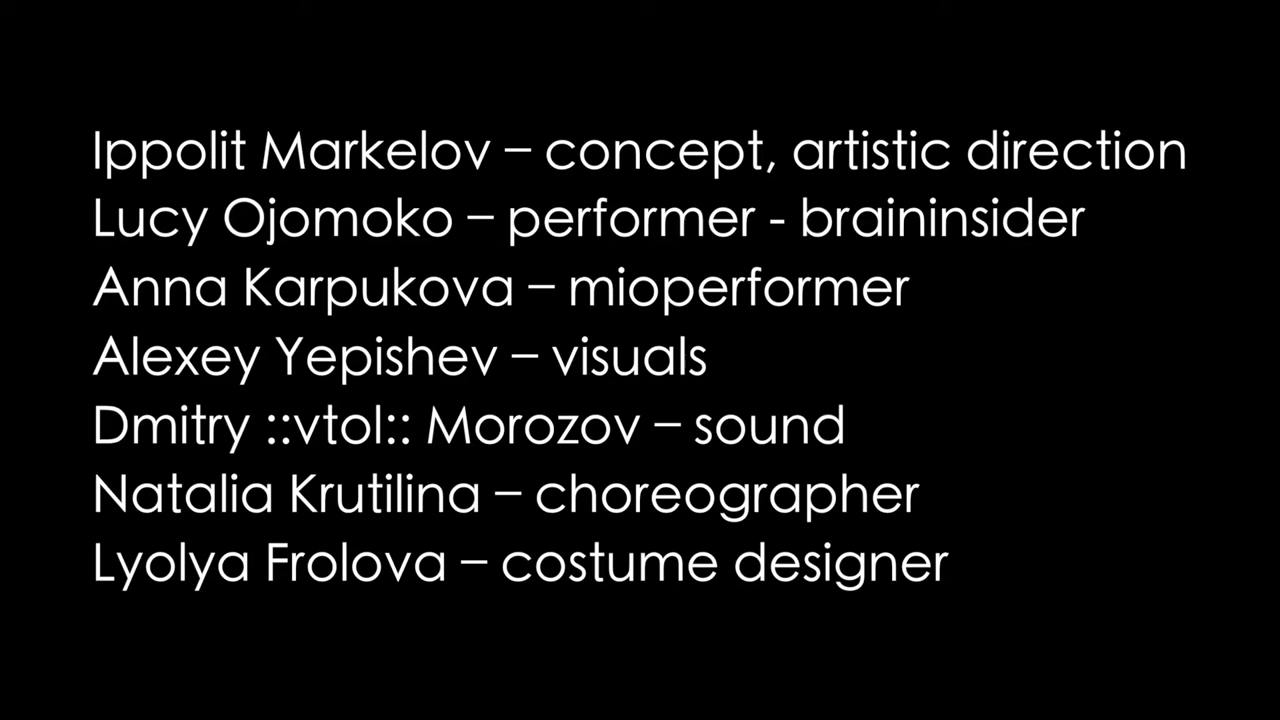 Ippolit Markelov – concept, artistic direction
Lucy Ojomoko – performer - braininsider
Anna Karpukova – mioperformer
Alexey Yepishev – visuals
Dmitry ::vtol:: Morozov – sound
Natalia Krutilina – choreographer
Lyolya Frolova – costume designer